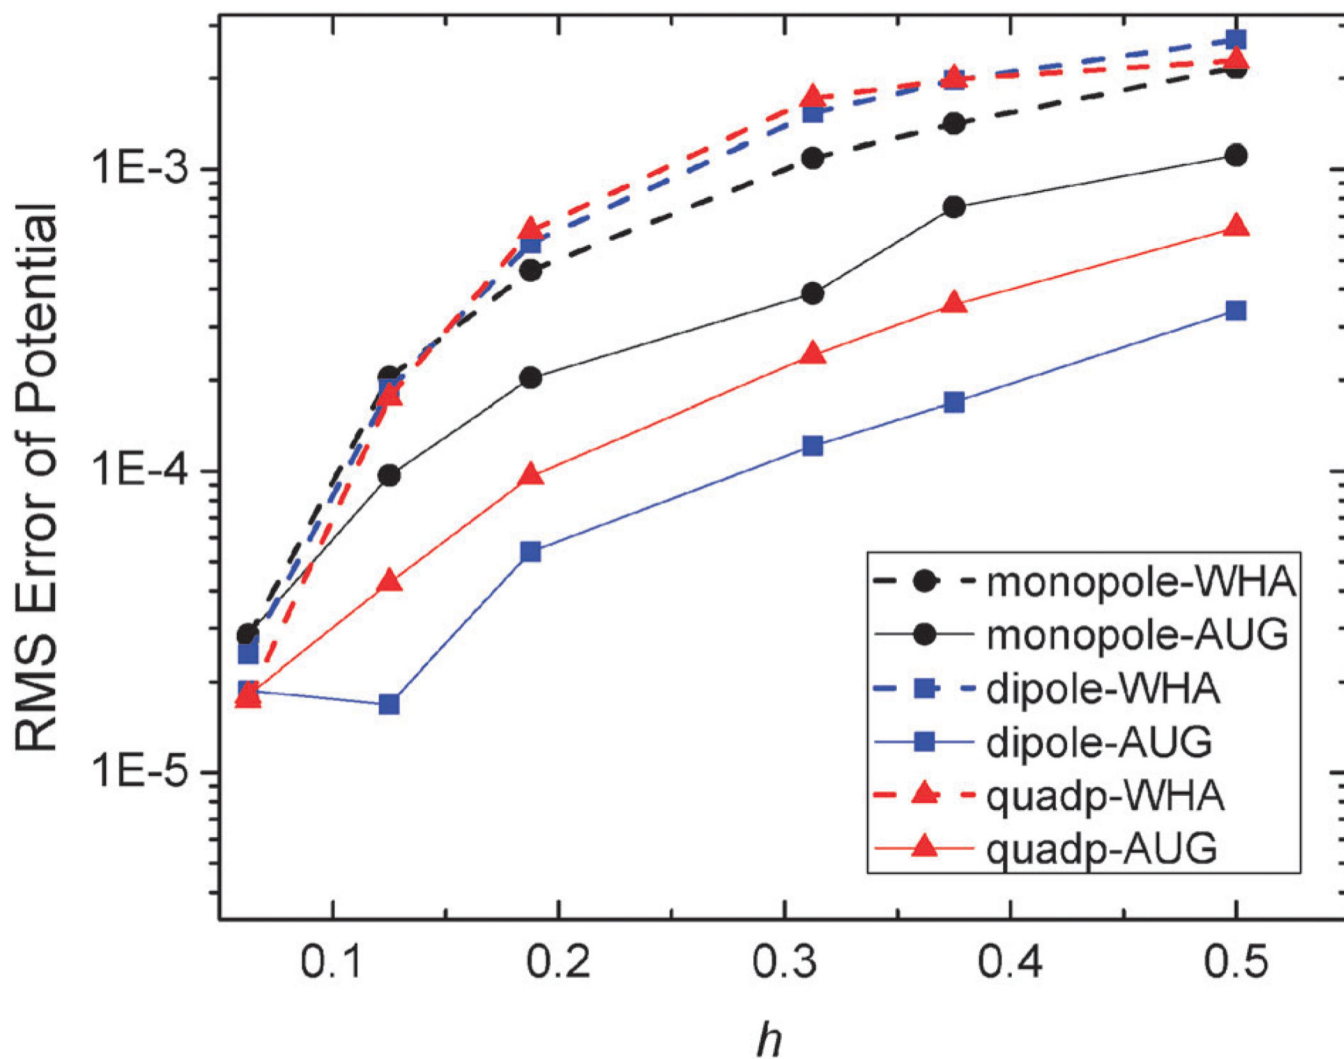 RMS Error of Potential
1E-3
1E-4
1E-5
monopole-WHA
monopole-AUG
dipole-WHA
dipole-AUG
quadp-WHA
quadp-AUG
0.1 0.2 0.3 0.4 0.5
h